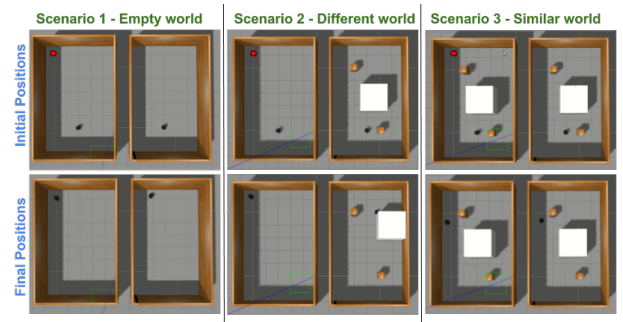 Scenario 1 - Empty world
Scenario 2 - Different world
Scenario 3 - Similar world
Initial Positions
Final Positions